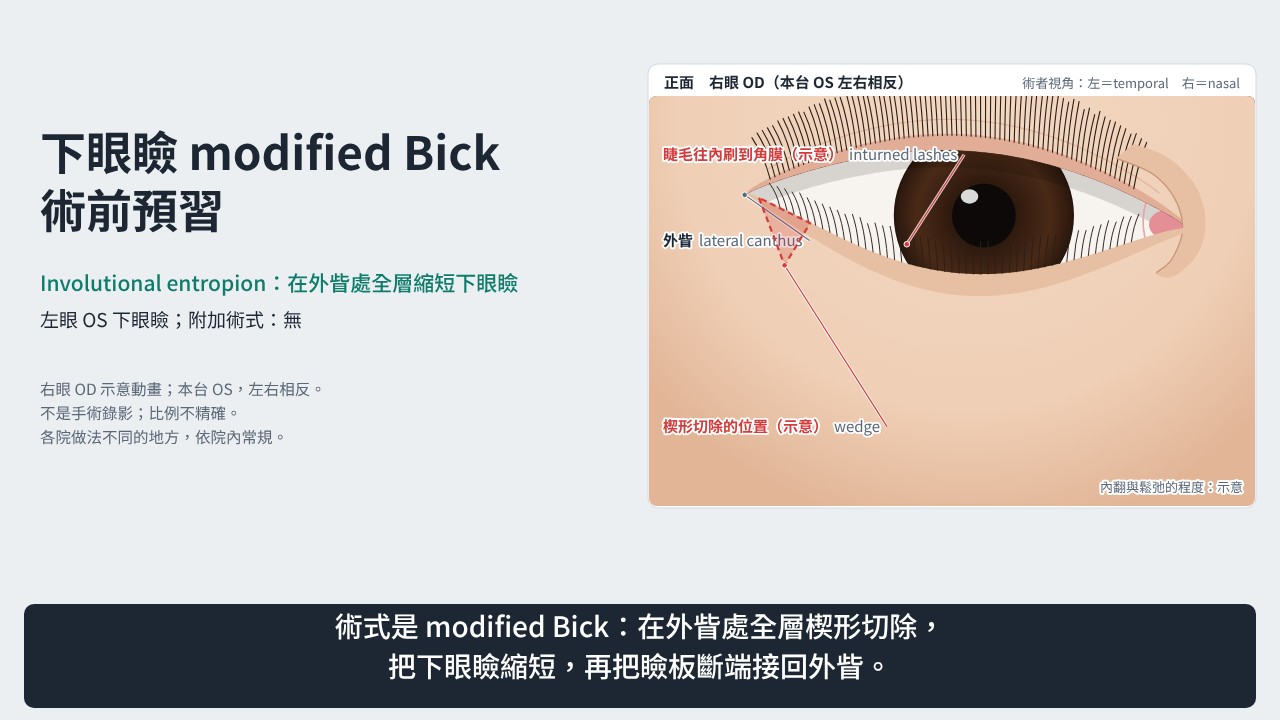 下眼瞼 modified Bick
術前預習
Involutional entropion：在外眥處全層縮短下眼瞼
左眼 OS 下眼瞼；附加術式：無
右眼 OD 示意動畫；本台 OS，左右相反。
不是手術錄影；比例不精確。
各院做法不同的地方，依院內常規。
正面　右眼 OD（本台 OS 左右相反）
術者視角：左＝temporal　右＝nasal
睫毛往內刷到角膜（示意） inturned lashes
外眥 lateral canthus
楔形切除的位置（示意） wedge
內翻與鬆弛的程度：示意
術式是 modified Bick：在外眥處全層楔形切除，
把下眼瞼縮短，再把瞼板斷端接回外眥。